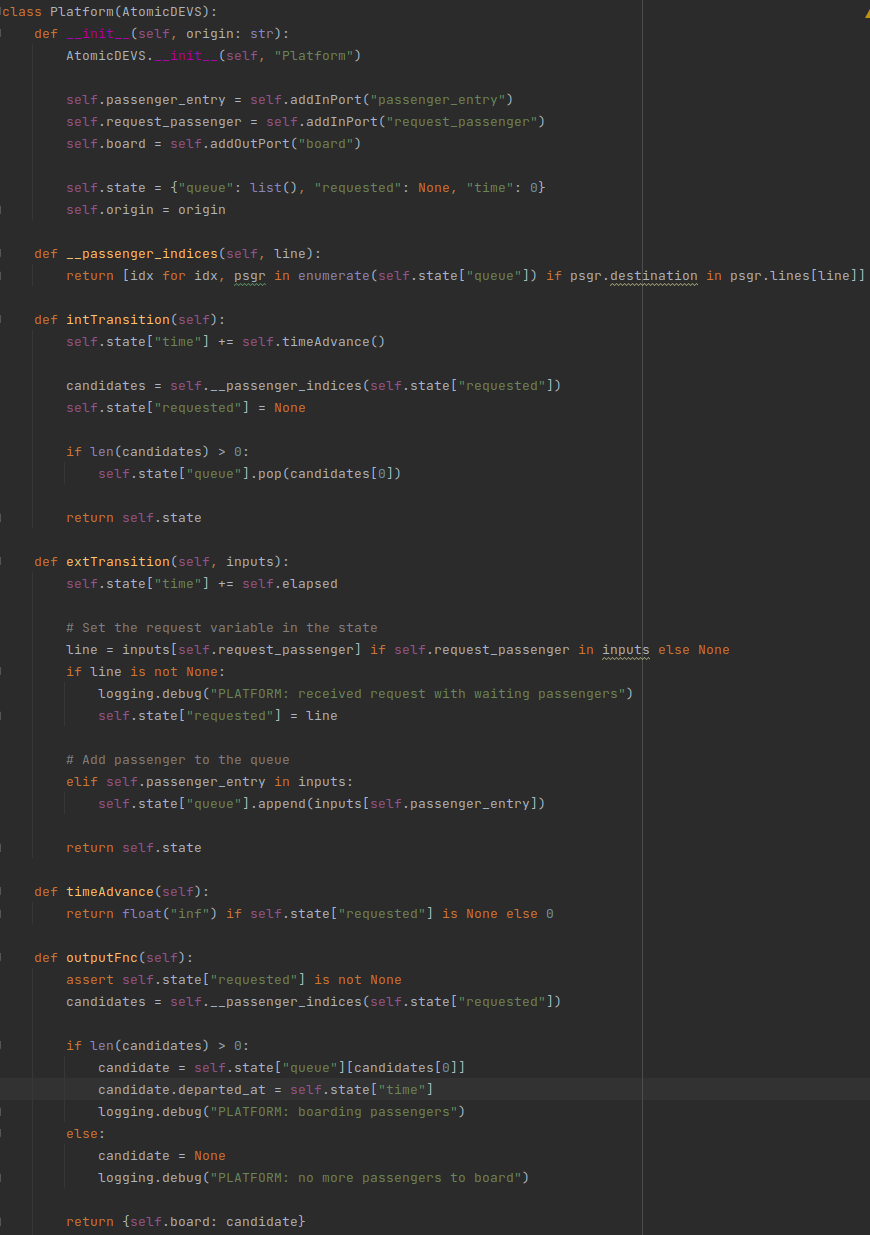 class Platform(AtomicDEVS):
    def __init__(self, origin: str):
        AtomicDEVS.__init__(self, "Platform")

        self.passenger_entry = self.addInPort("passenger_entry")
        self.request_passenger = self.addInPort("request_passenger")
        self.board = self.addOutPort("board")

        self.state = {"queue": list(), "requested": None, "time": 0}
        self.origin = origin

    def __passenger_indices(self, line):
        return [idx for idx, psgr in enumerate(self.state["queue"]) if psgr.destination in psgr.lines[line]]

    def intTransition(self):
        self.state["time"] += self.timeAdvance()

        candidates = self.__passenger_indices(self.state["requested"])
        self.state["requested"] = None

        if len(candidates) > 0:
            self.state["queue"].pop(candidates[0])

        return self.state

    def extTransition(self, inputs):
        self.state["time"] += self.elapsed

        # Set the request variable in the state
        line = inputs[self.request_passenger] if self.request_passenger in inputs else None
        if line is not None:
            logging.debug("PLATFORM: received request with waiting passengers")
            self.state["requested"] = line

        # Add passenger to the queue
        elif self.passenger_entry in inputs:
            self.state["queue"].append(inputs[self.passenger_entry])

        return self.state

    def timeAdvance(self):
        return float("inf") if self.state["requested"] is None else 0

    def outputFnc(self):
        assert self.state["requested"] is not None
        candidates = self.__passenger_indices(self.state["requested"])

        if len(candidates) > 0:
            candidate = self.state["queue"][candidates[0]]
            candidate.departed_at = self.state["time"]
            logging.debug("PLATFORM: boarding passengers")
        else:
            candidate = None
            logging.debug("PLATFORM: no more passengers to board")

        return {self.board: candidate}